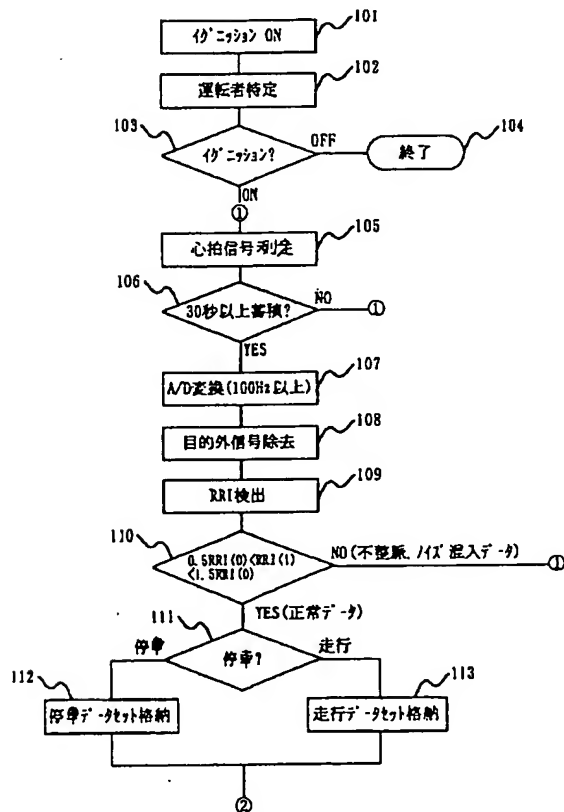 101
イグニッション ON
102
運転者特定
103
イグニッション?
OFF
104
終了
ON
①
105
心拍信号測定
106
30秒以上蓄積?
NO
①
YES
107
A/D変換(100Hz以上)
108
目的外信号除去
109
RRI検出
110
0.5RRI(0)<RRI(1)
<1.5RRI(0)
NO(不整脈,ノイズ混入データ)
①
YES(正常データ)
111
停車
停車?
走行
112
停車データセット格納
113
走行データセット格納
②